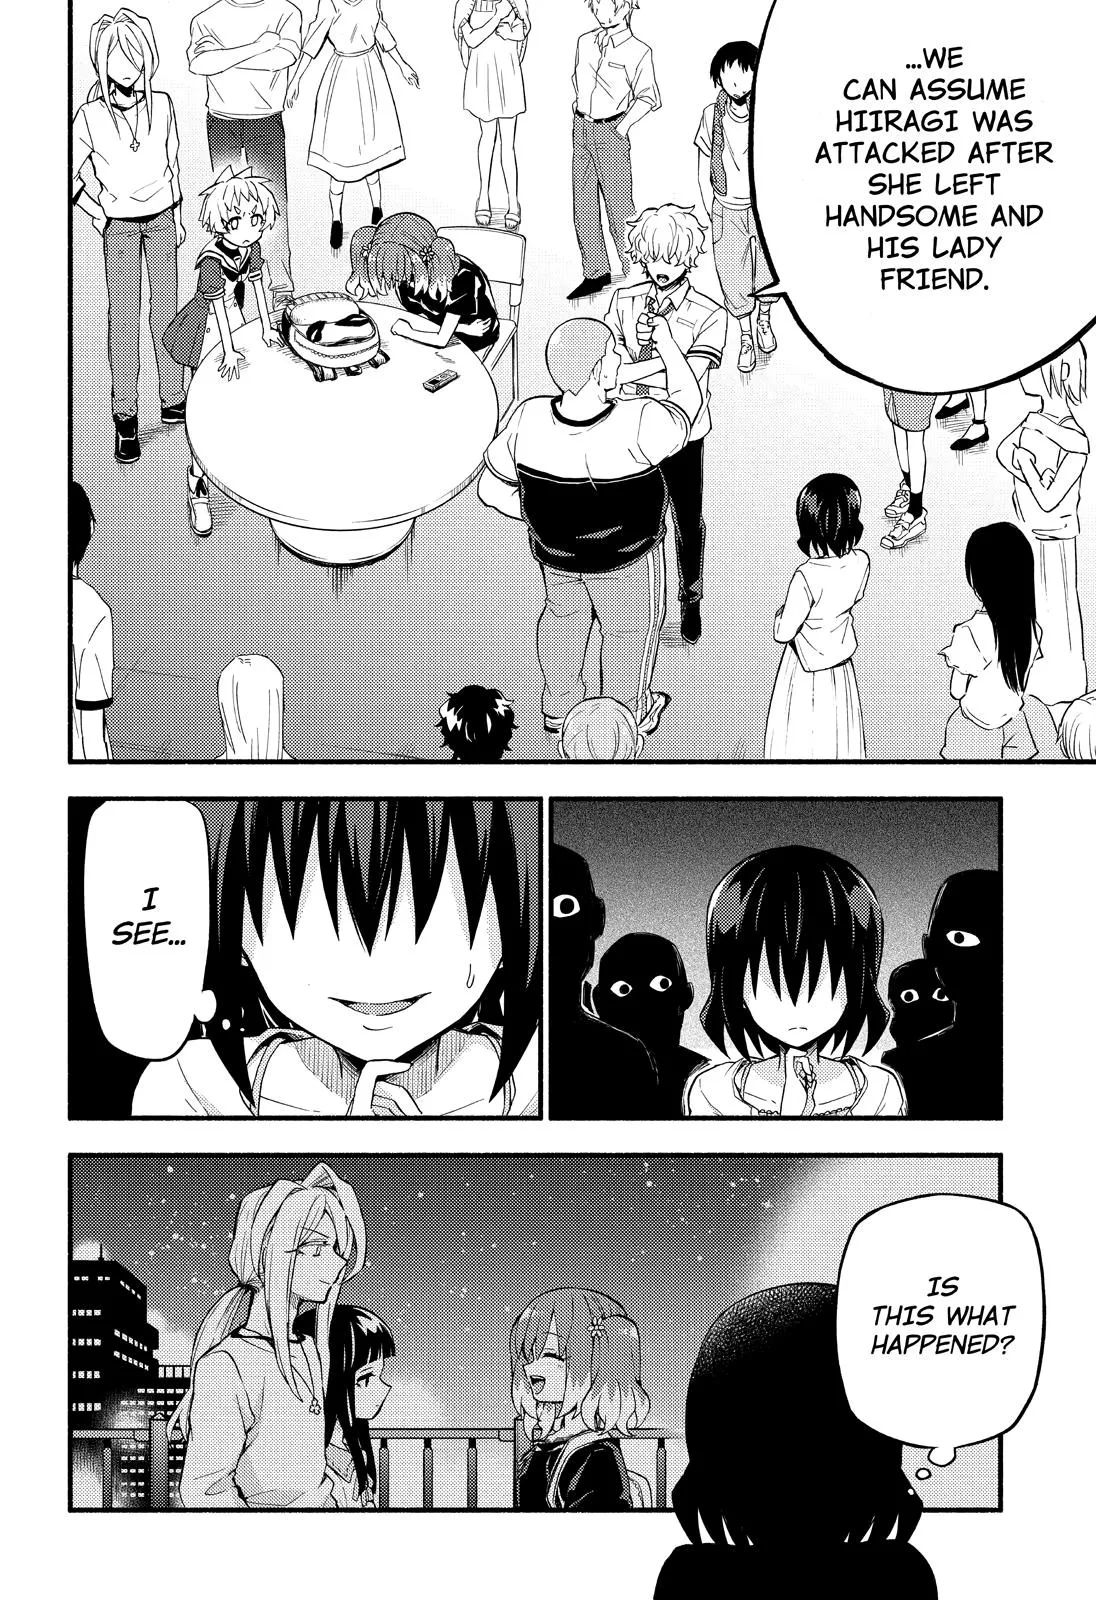 ...WE
CAN ASSUME
HIIRAGI WAS
ATTACKED AFTER
SHE LEFT
HANDSOME AND
HIS LADY
FRIEND.
I
SEE...
IS
THIS WHAT
HAPPENED?